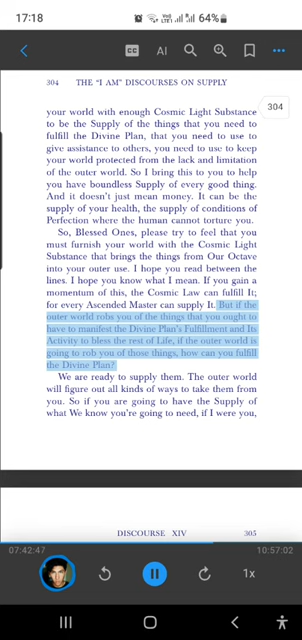 17:18
64%
CC
AI
304 THE "I AM" DISCOURSES ON SUPPLY
304
your world with enough Cosmic Light Substance
to be the Supply of the things that you need to
fulfill the Divine Plan, that you need to use to
give assistance to others, you need to use to keep
your world protected from the lack and limitation
of the outer world. So I bring this to you to help
you have boundless Supply of every good thing.
And it doesn't just mean money. It can be the
supply of your health, the supply of conditions of
Perfection where the human cannot torture you.
So, Blessed Ones, please try to feel that you
must furnish your world with the Cosmic Light
Substance that brings the things from Our Octave
into your outer use. I hope you read between the
lines. I hope you know what I mean. If you gain a
momentum of this, the Cosmic Law can fulfill It;
for every Ascended Master can supply It. But if the
outer world robs you of the things that you ought to
have to manifest the Divine Plan's Fulfillment and Its
Activity to bless the rest of Life, if the outer world is
going to rob you of those things, how can you fulfill
the Divine Plan?
We are ready to supply them. The outer world
will figure out all kinds of ways to take them from
you. So if you are going to have the Supply of
what We know you're going to need, if I were you,
DISCOURSE XIV 305
07:42:47
10:57:02
1x